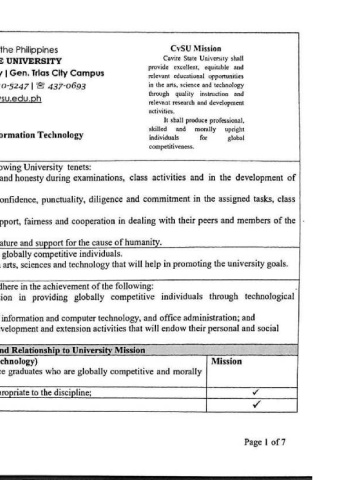 the Philippines
E UNIVERSITY
y | Gen. Trias City Campus
0-5247 | ☏ 437-0693
su.edu.ph
ormation Technology
CvSU Mission
Cavite State University shall
provide excellent, equitable and
relevant educational opportunities
in the arts, science and technology
through quality instruction and
relevant research and development
activities.
It shall produce professional,
skilled and morally upright
individuals for global
competitiveness.
owing University tenets:
and honesty during examinations, class activities and in the development of
onfidence, punctuality, diligence and commitment in the assigned tasks, class
pport, fairness and cooperation in dealing with their peers and members of the
ature and support for the cause of humanity.
globally competitive individuals.
arts, sciences and technology that will help in promoting the university goals.
dhere in the achievement of the following:
ion in providing globally competitive individuals through technological
information and computer technology, and office administration; and
velopment and extension activities that will endow their personal and social
nd Relationship to University Mission
chnology) Mission
ce graduates who are globally competitive and morally
ropriate to the discipline; ✓
✓
Page 1 of 7